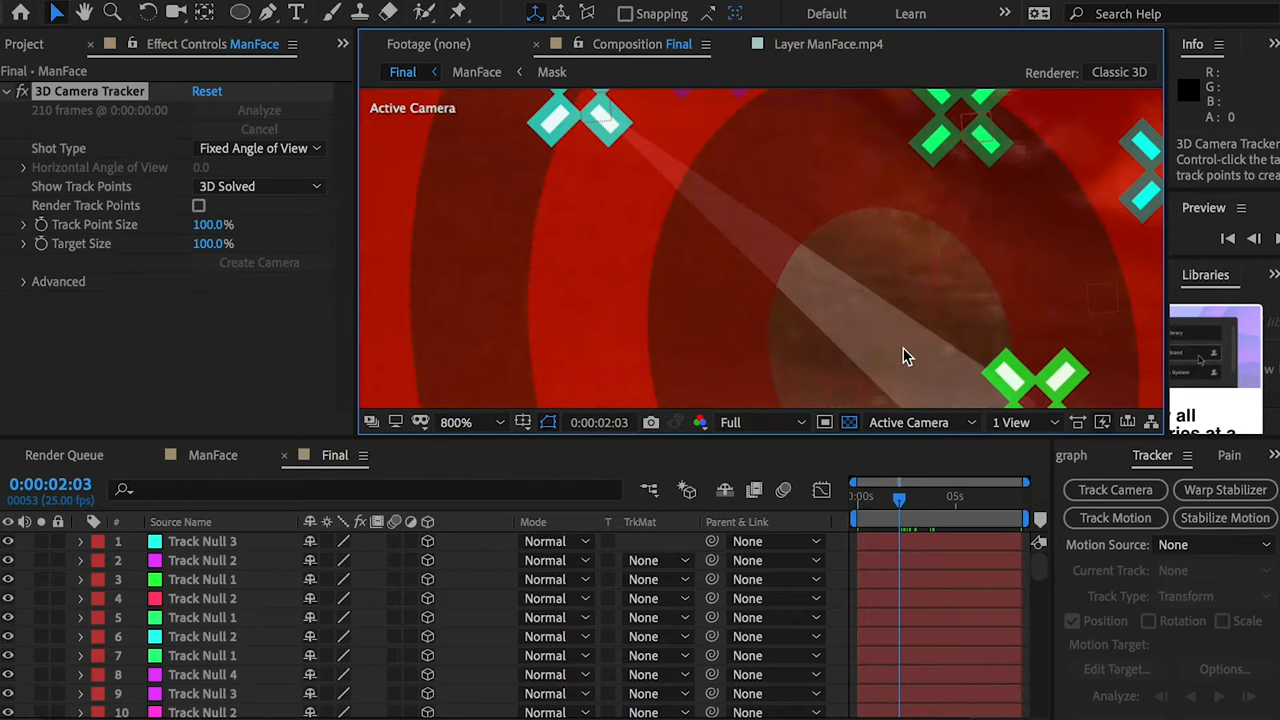 Snapping
Default
Learn
Search Help
Project
Effect Controls ManFace
Footage (none)
Composition Final
Layer ManFace.mp4
Info
Final • ManFace
Final
ManFace
Mask
Renderer:
Classic 3D
fx 3D Camera Tracker
Reset
210 frames @ 0:00:00:00
Analyze
Cancel
Shot Type
Fixed Angle of View
Horizontal Angle of View
0.0
Show Track Points
3D Solved
Render Track Points
Track Point Size
100.0%
Target Size
100.0%
Create Camera
Advanced
Active Camera
R:
G:
B:
A: 0
3D Camera Tracker
Control-click the ta
track points to crea
Preview
Libraries
800%
0:00:02:03
Full
Active Camera
1 View
Render Queue
ManFace
Final
graph
Tracker
Pain
0:00:02:03
00053 (25.00 fps)
:00s
05s
Track Camera
Warp Stabilizer
Track Motion
Stabilize Motion
#
Source Name
fx
Mode
T
TrkMat
Parent & Link
1
Track Null 3
Normal
None
2
Track Null 2
Normal
None
None
3
Track Null 1
Normal
None
None
4
Track Null 2
Normal
None
None
5
Track Null 1
Normal
None
None
6
Track Null 2
Normal
None
None
7
Track Null 1
Normal
None
None
8
Track Null 4
Normal
None
None
9
Track Null 3
Normal
None
None
10
Track Null 2
Normal
None
None
Motion Source:
None
Current Track:
None
Track Type:
Transform
Position
Rotation
Scale
Motion Target:
Edit Target...
Options...
Analyze: